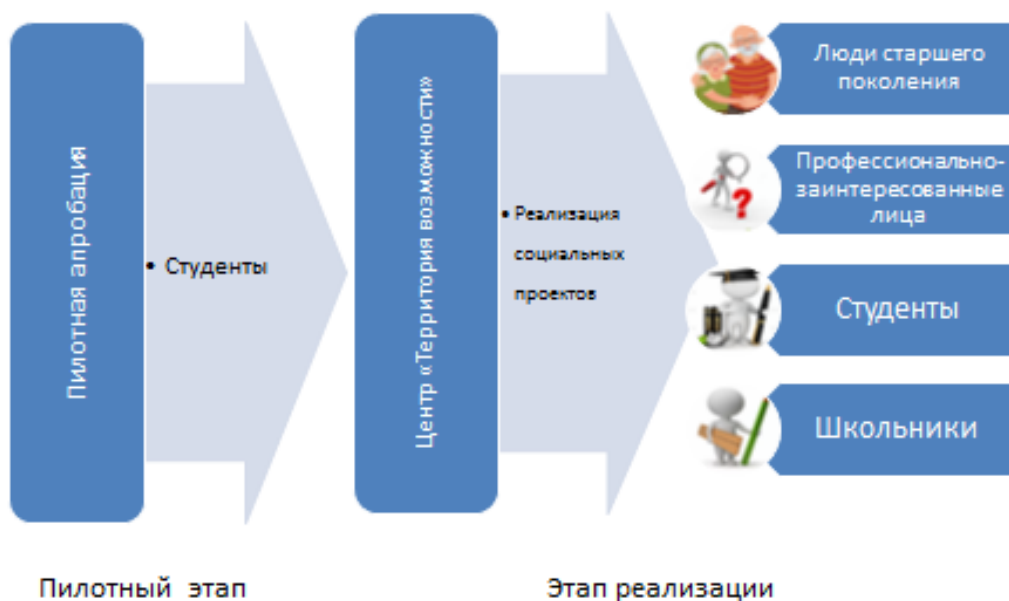 Пилотная апробация
• Студенты
Центр «Территория возможности»
• Реализация
социальных
проектов
Люди старшего
поколения
Профессионально-
заинтересованные
лица
Студенты
Школьники
Пилотный этап
Этап реализации